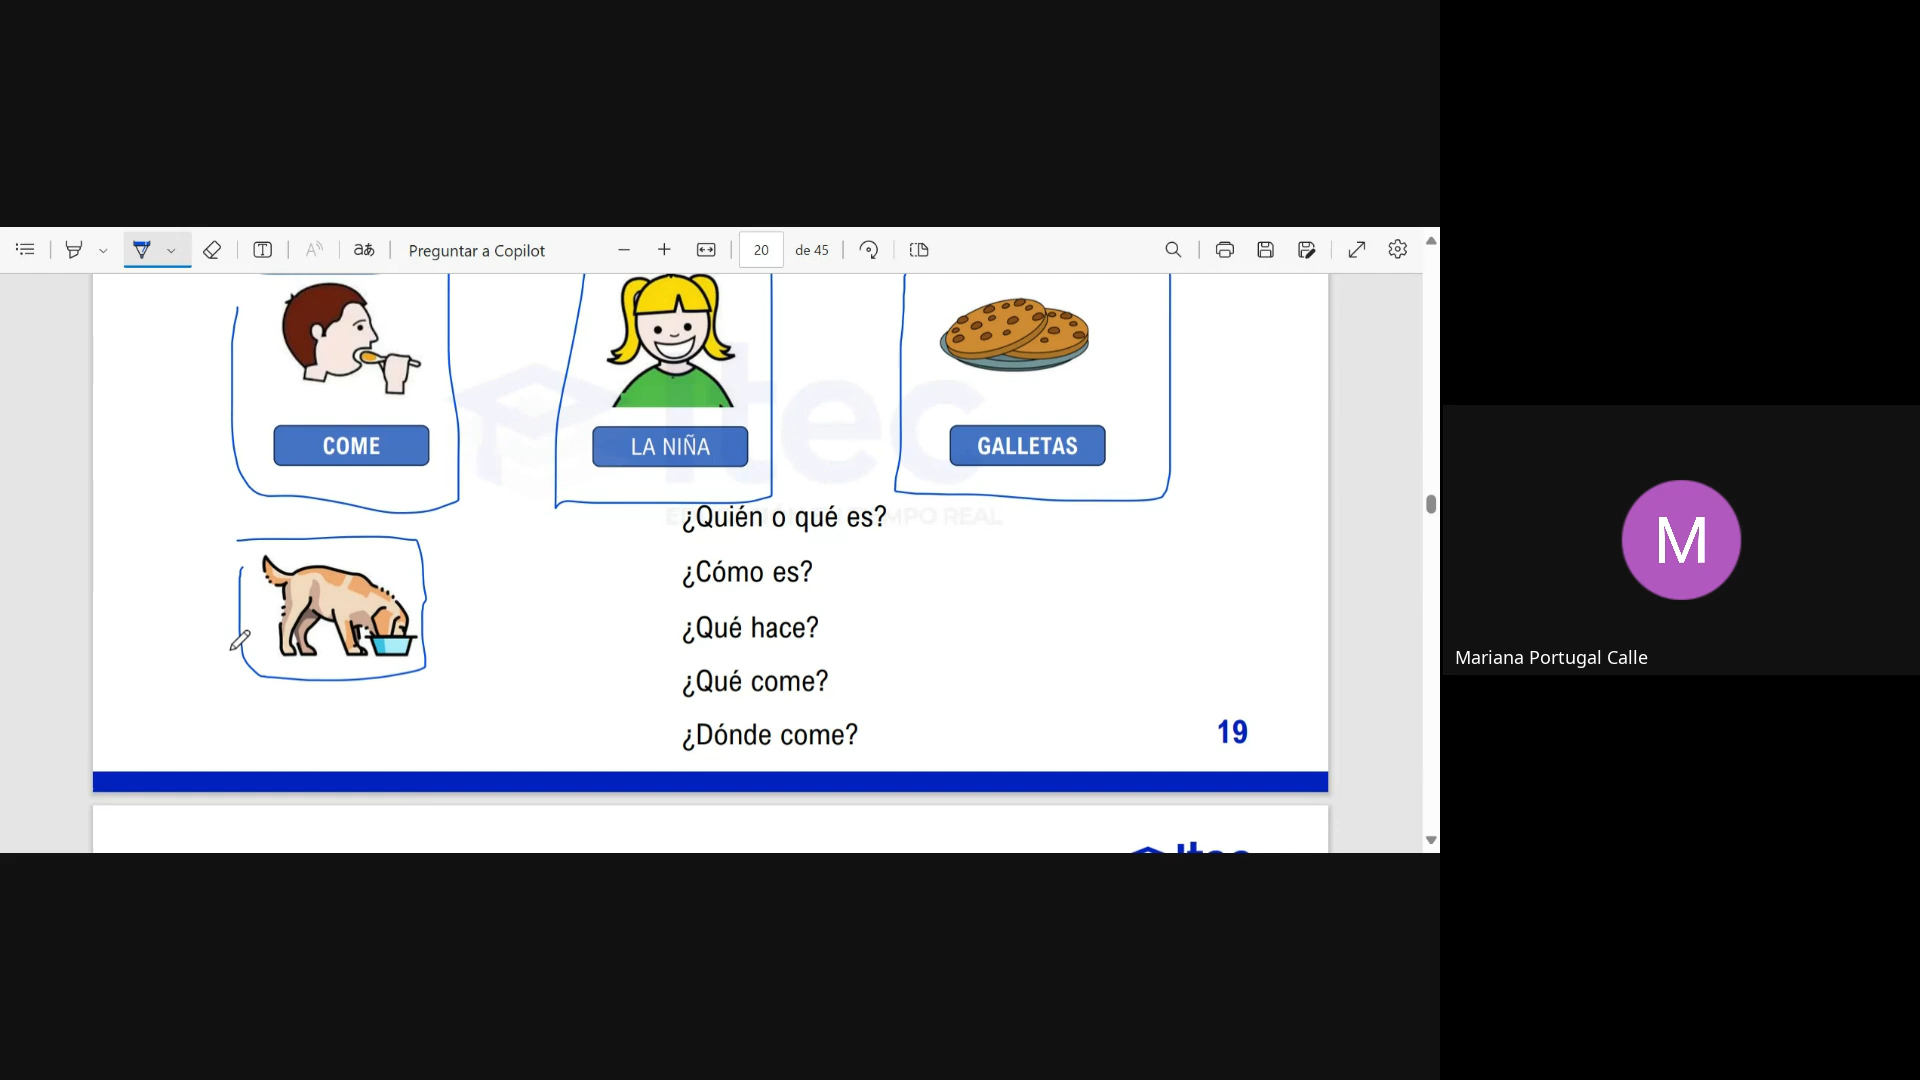 Preguntar a Copilot
20
de 45
COME
LA NIÑA
GALLETAS
Itec
¿Quién o qué es?
¿Cómo es?
¿Qué hace?
¿Qué come?
¿Dónde come?
19
M
Mariana Portugal Calle